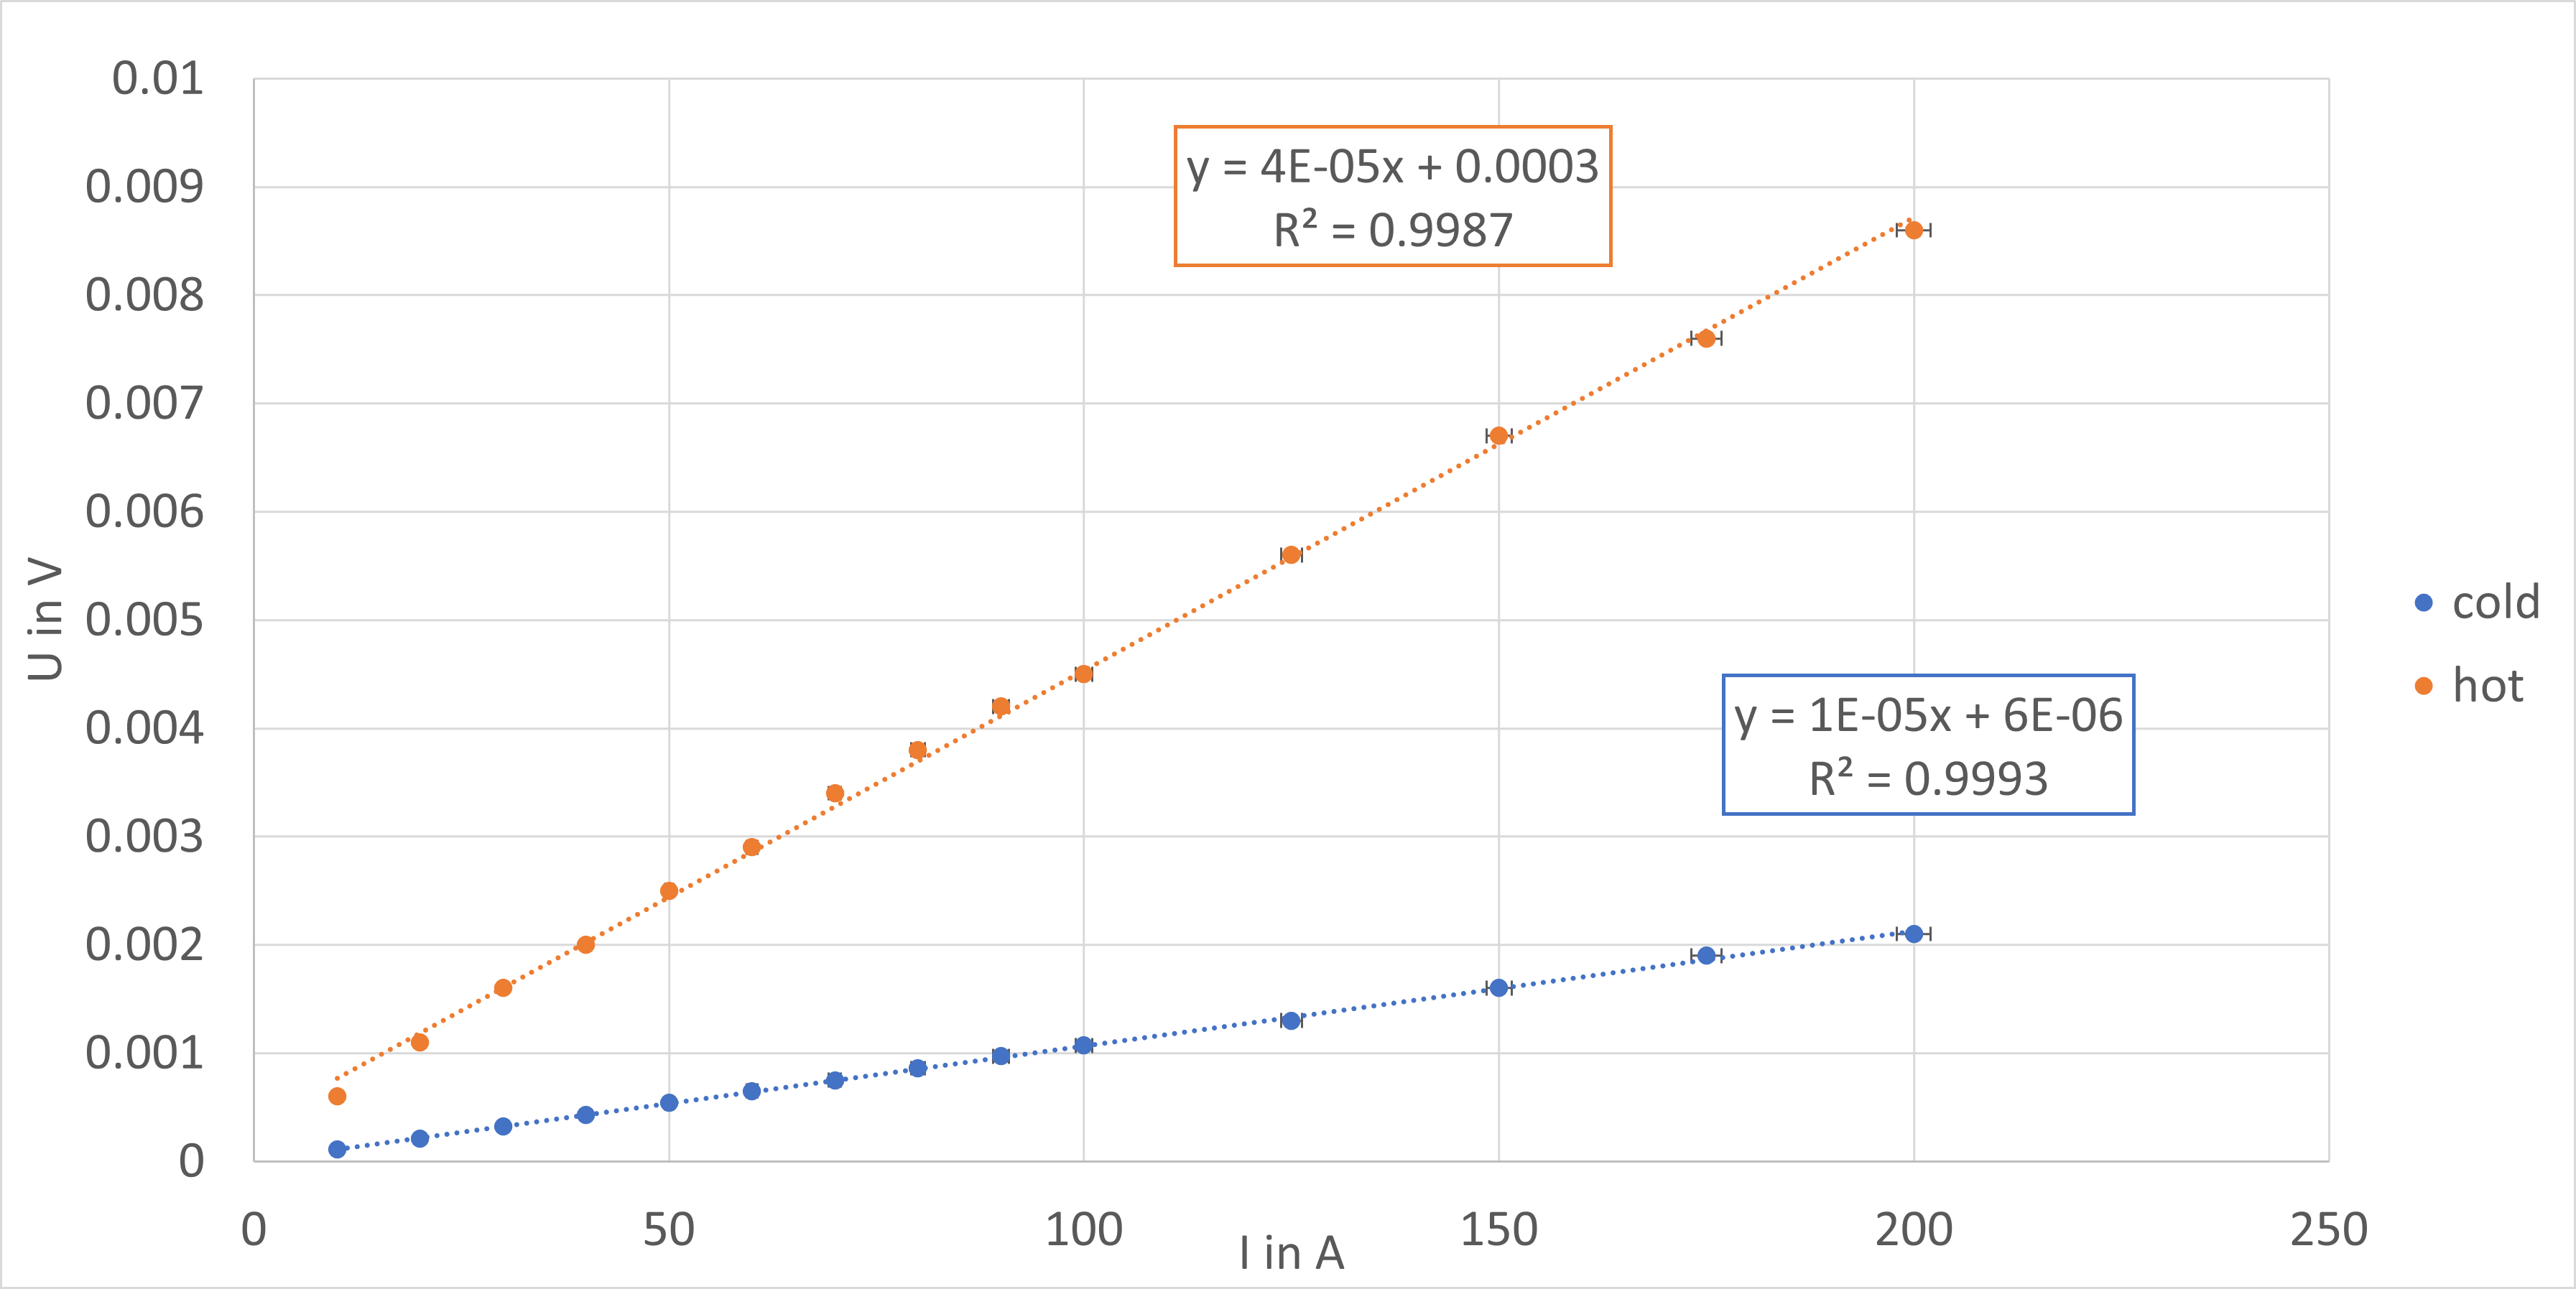 0.01
0.009
0.008
0.007
0.006
0.005
0.004
0.003
0.002
0.001
0
U in V
y = 4E-05x + 0.0003
R² = 0.9987
y = 1E-05x + 6E-06
R² = 0.9993
cold
hot
0 50 100 150 200 250
I in A